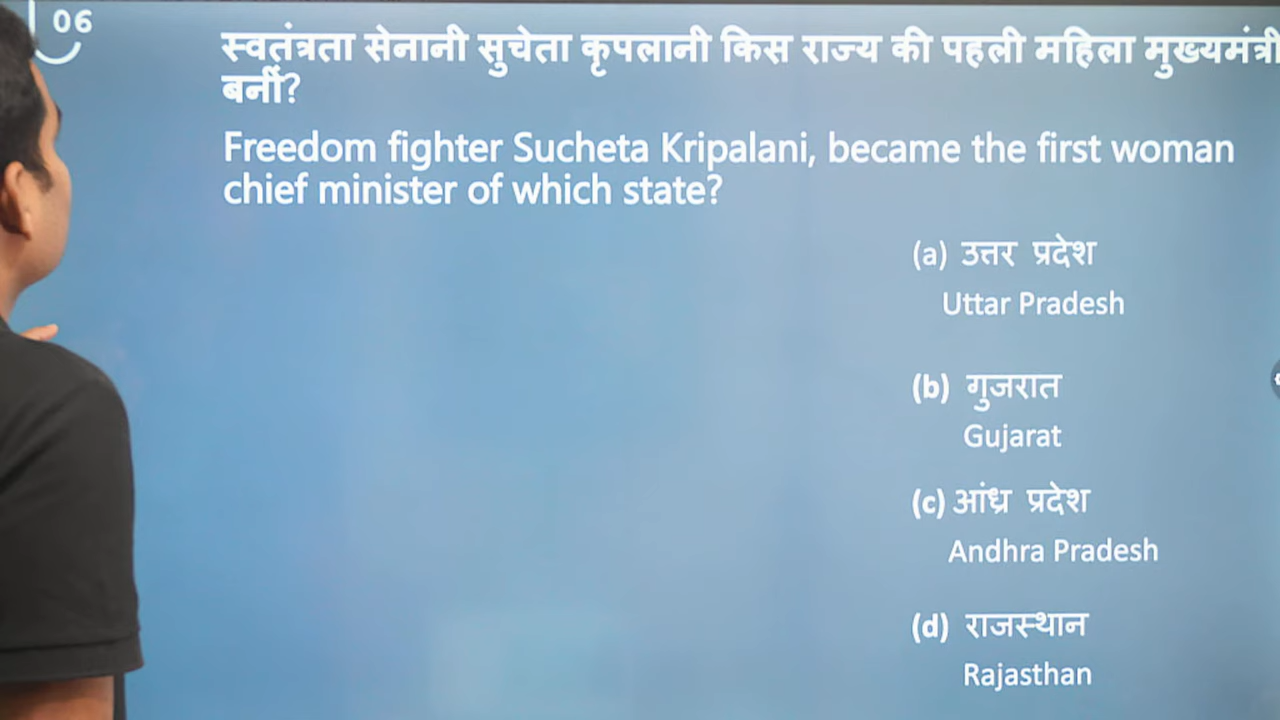 06
स्वतंत्रता सेनानी सुचेता कृपलानी किस राज्य की पहली महिला मुख्यमंत्री
बनीं?
Freedom fighter Sucheta Kripalani, became the first woman
chief minister of which state?
(a) उत्तर प्रदेश
Uttar Pradesh
(b) गुजरात
Gujarat
(c) आंध्र प्रदेश
Andhra Pradesh
(d) राजस्थान
Rajasthan